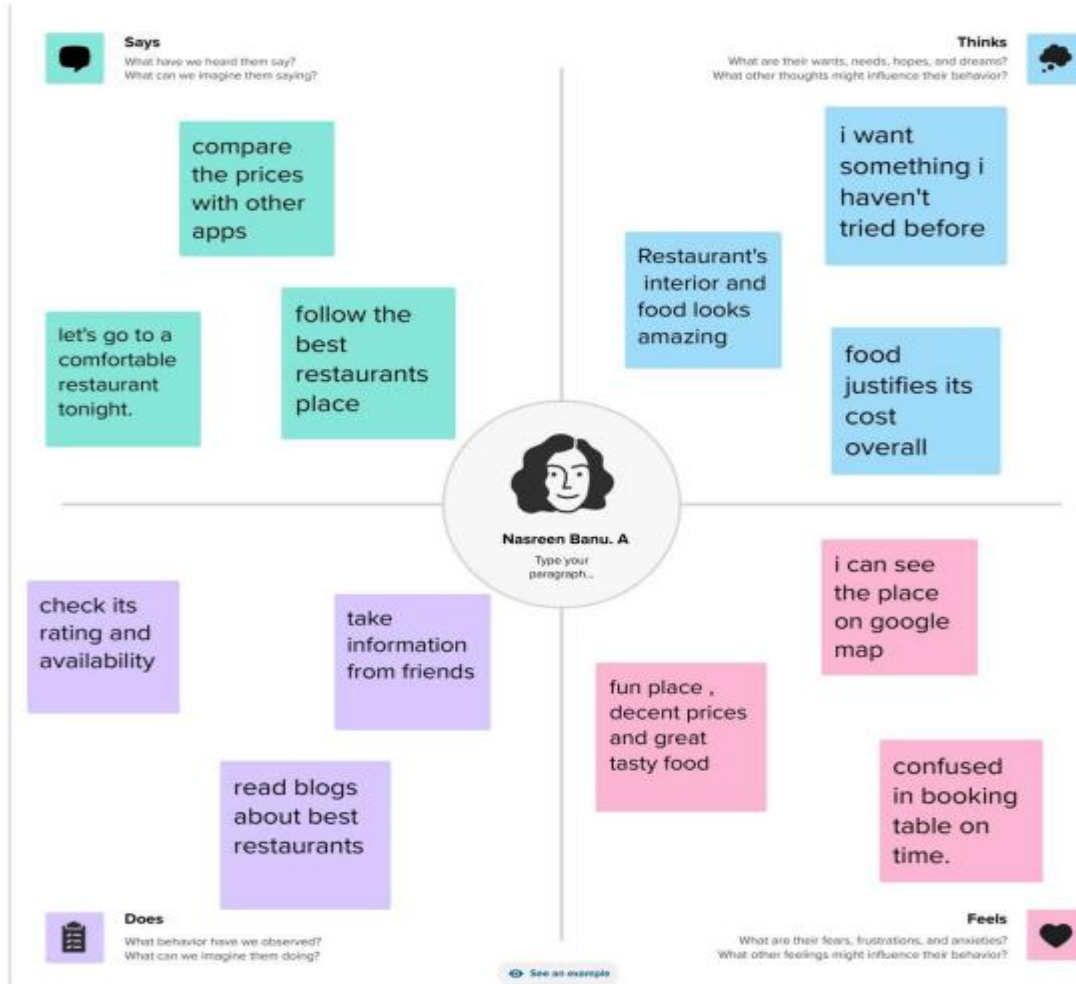 Says
What have we heard them say?
What can we imagine them saying?
compare
the prices
with other
apps
let's go to a
comfortable
restaurant
tonight.
follow the
best
restaurants
place
Thinks
What are their wants, needs, hopes, and dreams?
What other thoughts might influence their behavior?
i want
something i
haven't
tried before
Restaurant's
interior and
food looks
amazing
food
justifies its
cost
overall
Nasreen Banu. A
Type your
paragraph...
check its
rating and
availability
take
information
from friends
read blogs
about best
restaurants
Does
What behavior have we observed?
What can we imagine them doing?
i can see
the place
on google
map
fun place ,
decent prices
and great
tasty food
confused
in booking
table on
time.
Feels
What are their fears, frustrations, and anxieties?
What other feelings might influence their behavior?
See an example